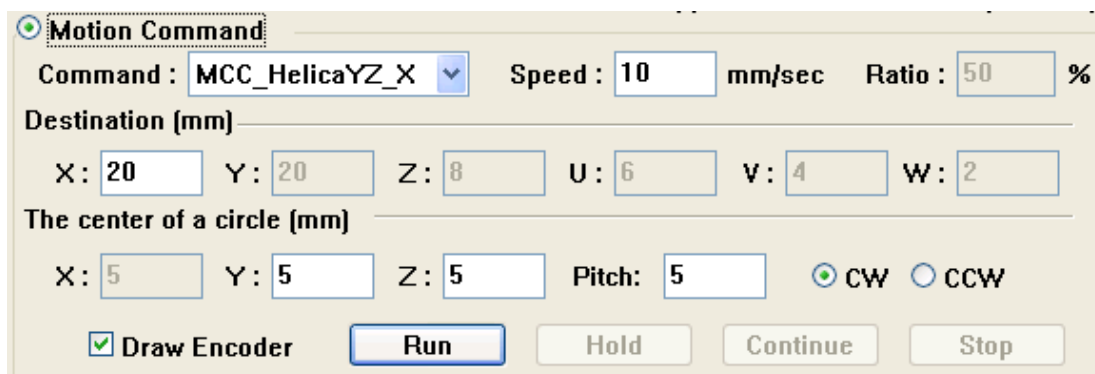 Motion Command
Command : MCC_HelicaYZ_X Speed : 10 mm/sec Ratio : 50 %
Destination (mm)
X : 20 Y : 20 Z : 8 U : 6 V : 4 W : 2
The center of a circle (mm)
X : 5 Y : 5 Z : 5 Pitch: 5 CW CCW
Draw Encoder Run Hold Continue Stop